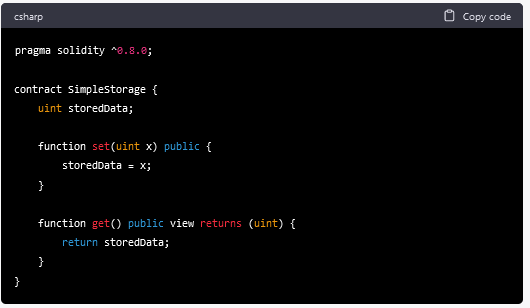 csharp Copy code
pragma solidity ^0.8.0;
contract SimpleStorage {
uint storedData;
function set(uint x) public {
storedData = x;
}
function get() public view returns (uint) {
return storedData;
}
}